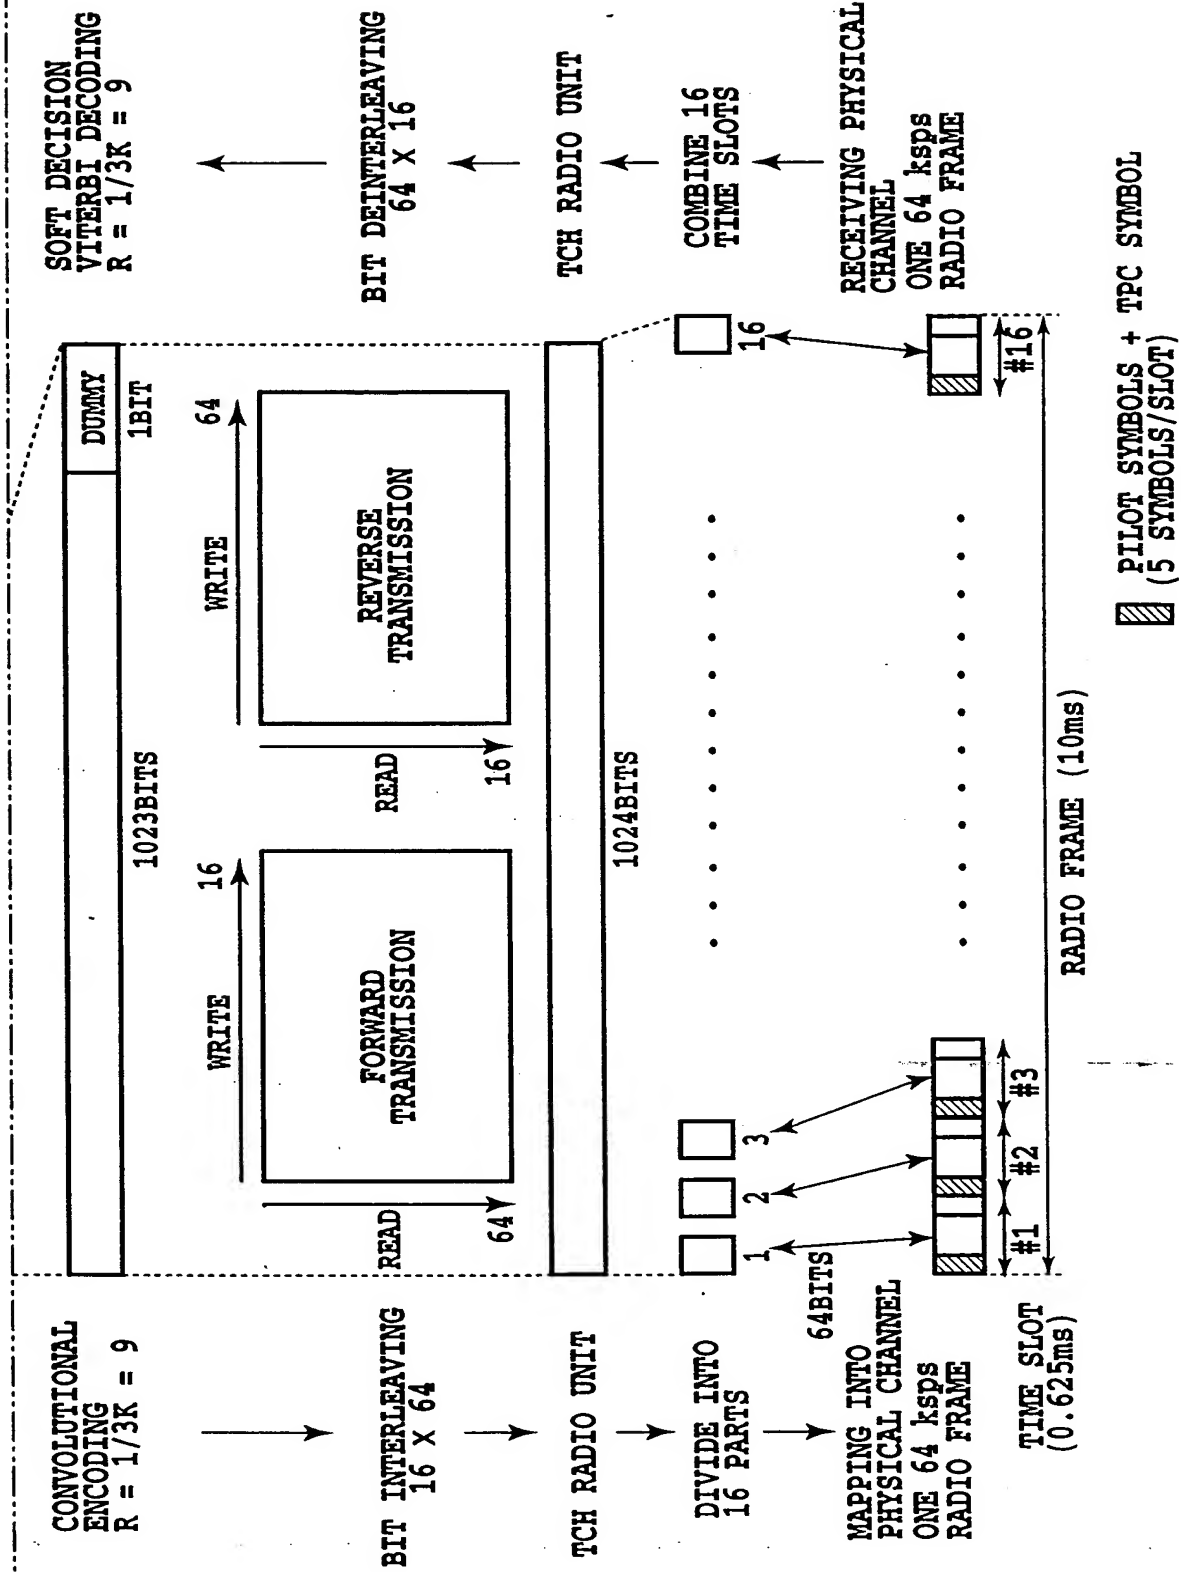 CONVOLUTIONAL
ENCODING
R = 1/3K = 9
BIT INTERLEAVING
16 X 64
TCH RADIO UNIT
DIVIDE INTO
16 PARTS
MAPPING INTO
PHYSICAL CHANNEL
ONE 64 ksps
RADIO FRAME
TIME SLOT
(0.625ms)
1023BITS
DUMMY
1BIT
WRITE
16
READ
64
FORWARD
TRANSMISSION
WRITE
64
READ
16
REVERSE
TRANSMISSION
1024BITS
1
2
3
16
64BITS
#1
#2
#3
#16
RADIO FRAME (10ms)
SOFT DECISION
VITERBI DECODING
R = 1/3K = 9
BIT DEINTERLEAVING
64 X 16
TCH RADIO UNIT
COMBINE 16
TIME SLOTS
RECEIVING PHYSICAL
CHANNEL
ONE 64 ksps
RADIO FRAME
PILOT SYMBOLS + TPC SYMBOL
(5 SYMBOLS/SLOT)